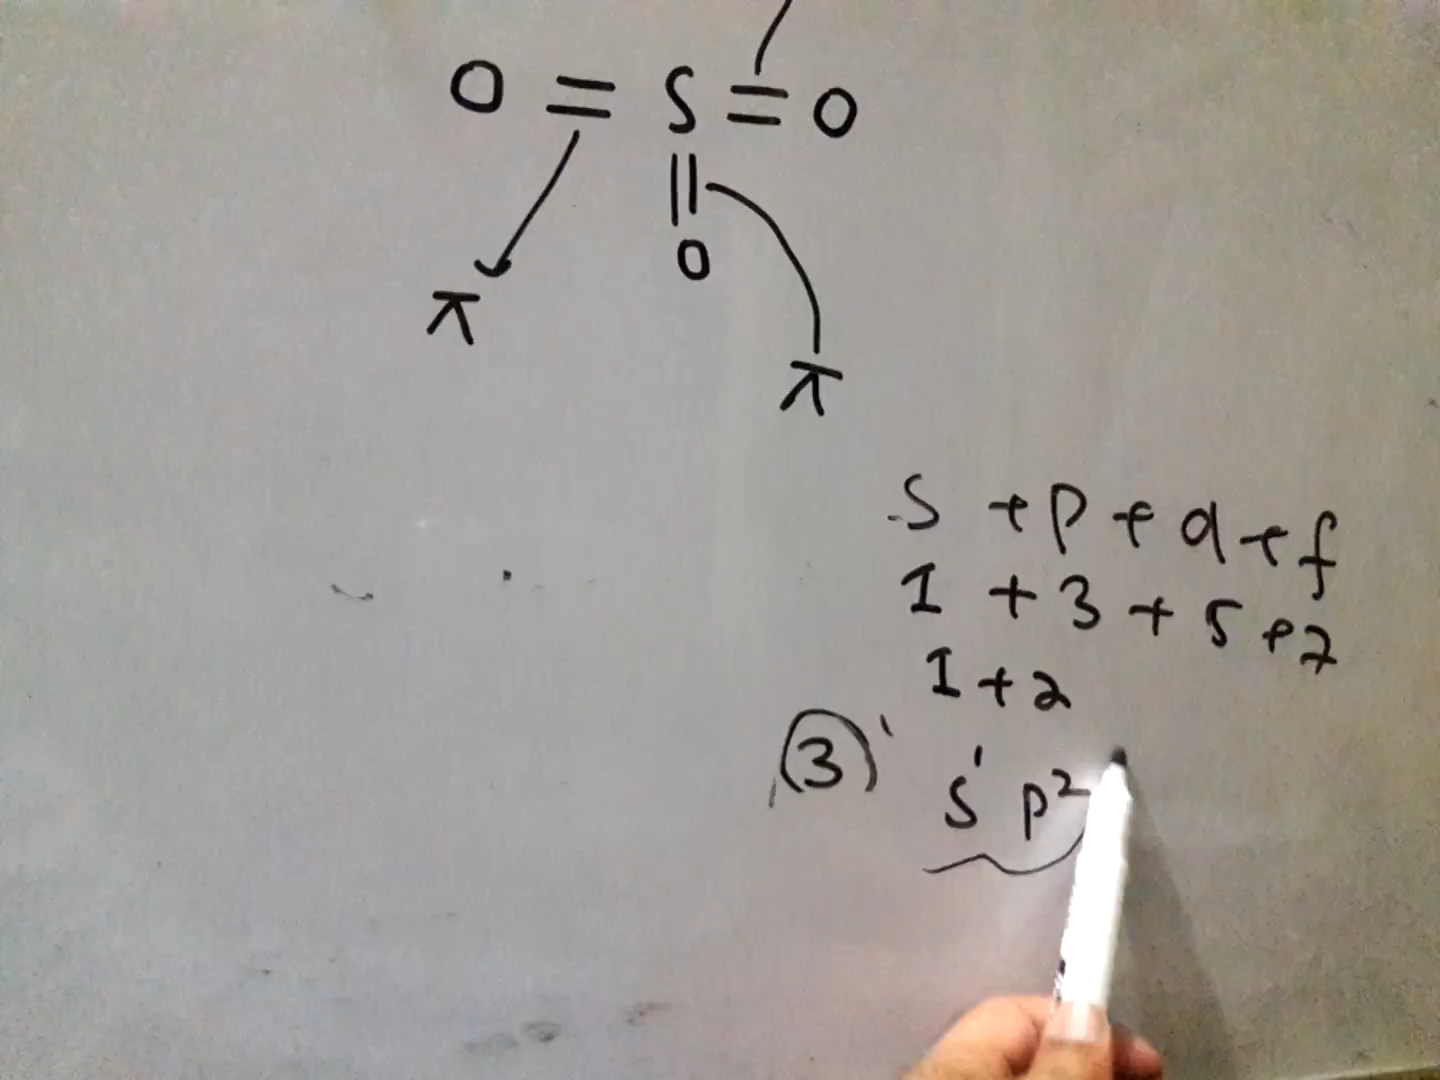 O = S = O
||
O
π
π
S + P + d + f
1 + 3 + 5 + 7
1 + 2
3 s¹ p²